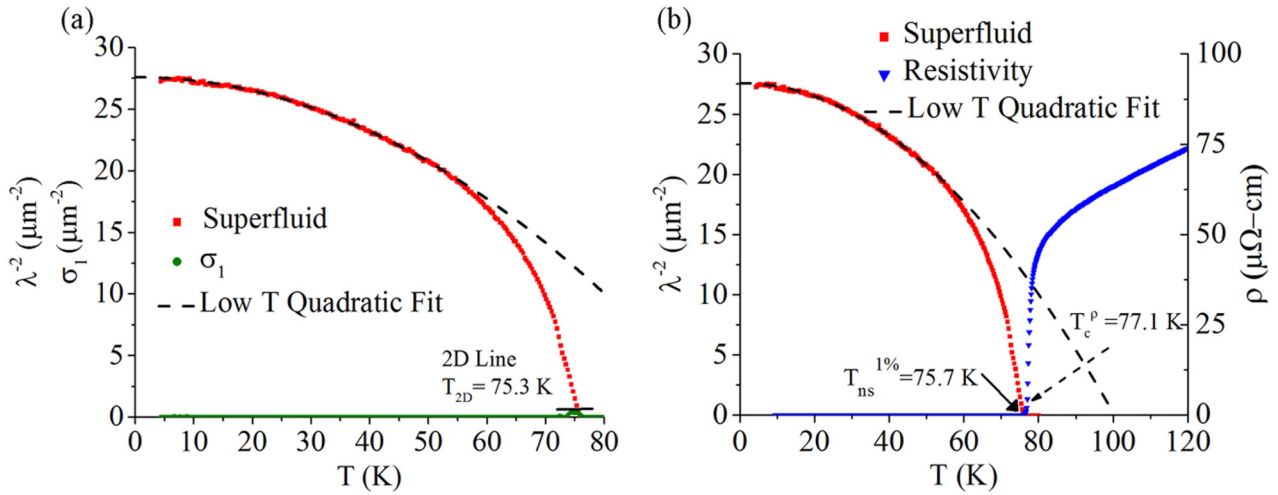 (a)
30
25
20
15
10
5
0
λ⁻² (μm⁻²)
σ₁ (μm⁻²)
Superfluid
σ₁
Low T Quadratic Fit
2D Line
T₂D= 75.3 K
0 10 20 30 40 50 60 70 80
T (K)
(b)
Superfluid
Resistivity
Low T Quadratic Fit
30
25
20
15
10
5
0
λ⁻² (μm⁻²)
100
75
50
25
0
ρ (μΩ–cm)
T_c^ρ =77.1 K
T_ns^1% =75.7 K
0 20 40 60 80 100 120
T (K)